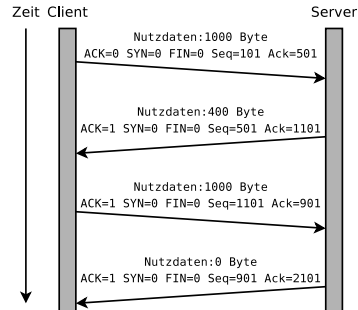 Zeit Client Server
Nutzdaten:1000 Byte
ACK=0 SYN=0 FIN=0 Seq=101 Ack=501
Nutzdaten:400 Byte
ACK=1 SYN=0 FIN=0 Seq=501 Ack=1101
Nutzdaten:1000 Byte
ACK=1 SYN=0 FIN=0 Seq=1101 Ack=901
Nutzdaten:0 Byte
ACK=1 SYN=0 FIN=0 Seq=901 Ack=2101